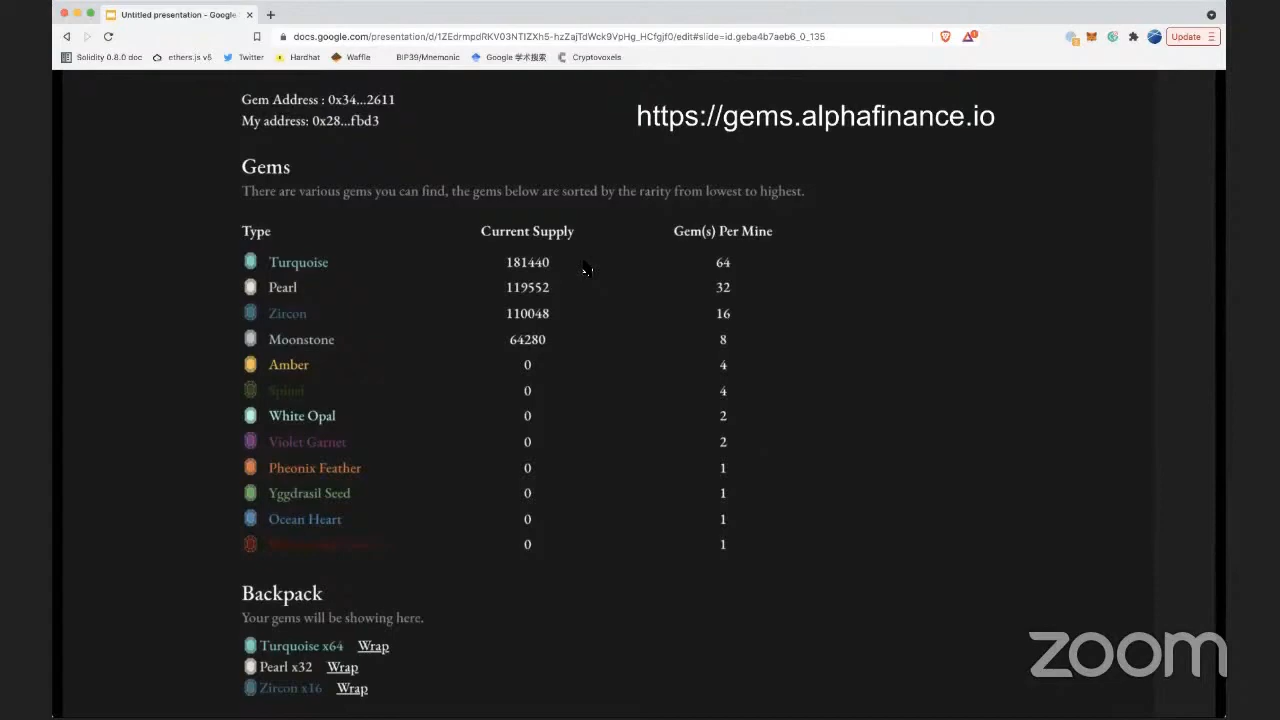 Untitled presentation - Google
docs.google.com/presentation/d/1ZEdrmpdRKV03NTIZXh5-hzZajTdWck9VpHg_HCfgjf0/edit#slide=id.geba4b7aeb6_0_135
Update
Solidity 0.8.0 doc ethers.js v5 Twitter Hardhat Waffle BIP39/Mnemonic Google 学术搜索 Cryptovoxels
Gem Address : 0x34...2611
My address: 0x28...fbd3
https://gems.alphafinance.io
Gems
There are various gems you can find, the gems below are sorted by the rarity from lowest to highest.
Type Current Supply Gem(s) Per Mine
Turquoise 181440 64
Pearl 119552 32
Zircon 110048 16
Moonstone 64280 8
Amber 0 4
Spinel 0 4
White Opal 0 2
Violet Garnet 0 2
Pheonix Feather 0 1
Yggdrasil Seed 0 1
Ocean Heart 0 1
0 1
Backpack
Your gems will be showing here.
Turquoise x64 Wrap
Pearl x32 Wrap
Zircon x16 Wrap
zoom